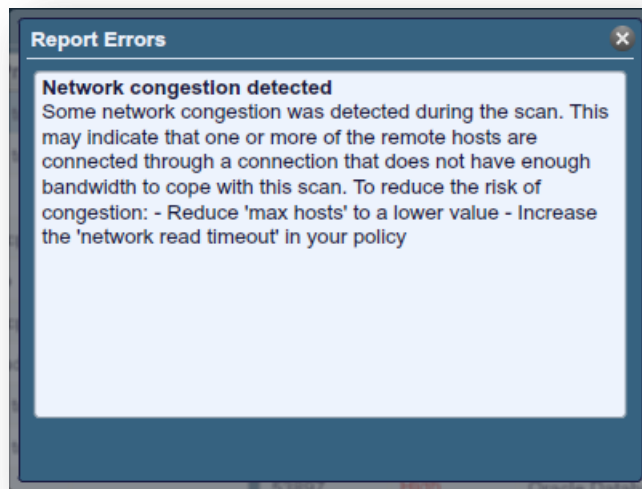 Report Errors
Network congestion detected
Some network congestion was detected during the scan. This
may indicate that one or more of the remote hosts are
connected through a connection that does not have enough
bandwidth to cope with this scan. To reduce the risk of
congestion: - Reduce 'max hosts' to a lower value - Increase
the 'network read timeout' in your policy